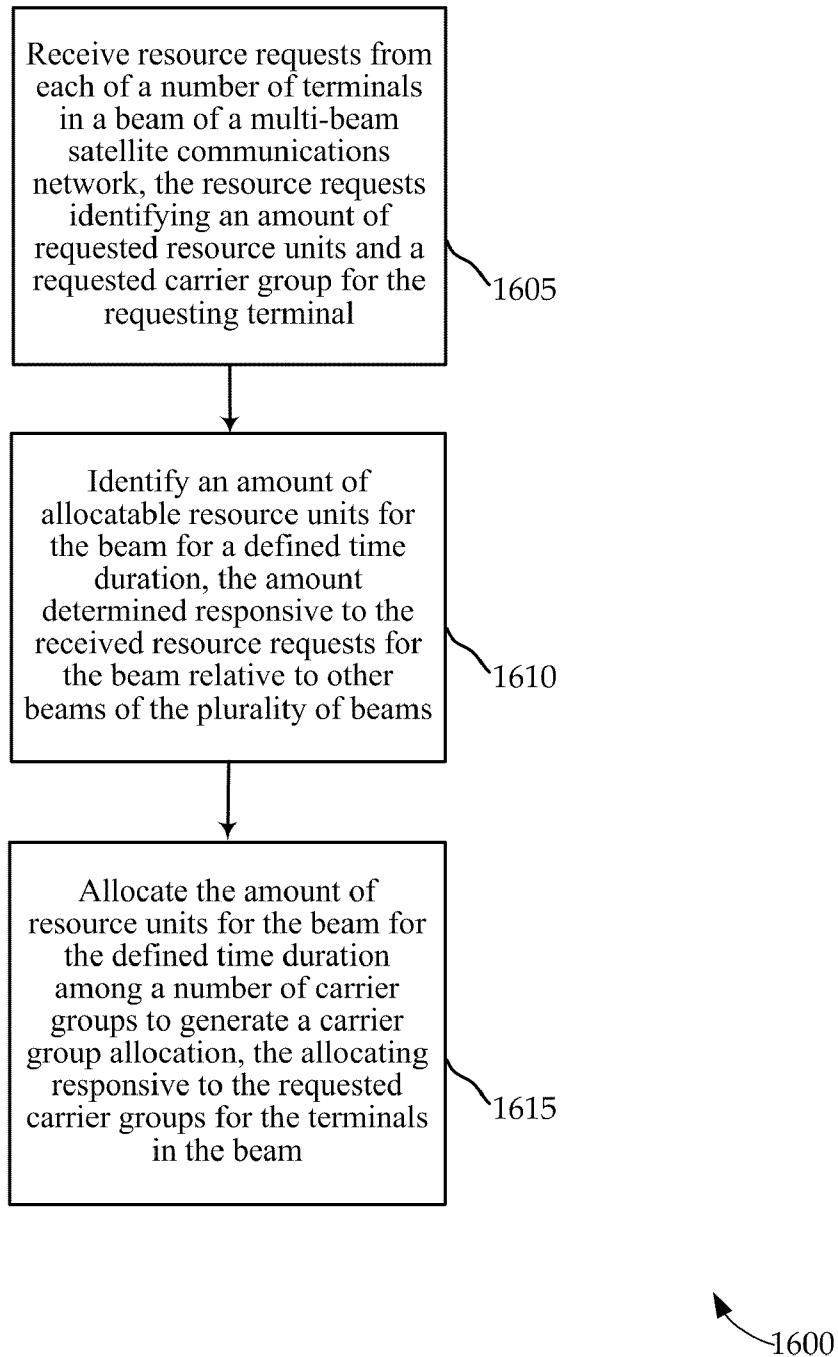 Receive resource requests from
each of a number of terminals
in a beam of a multi-beam
satellite communications
network, the resource requests
identifying an amount of
requested resource units and a
requested carrier group for the
requesting terminal
1605
Identify an amount of
allocatable resource units for
the beam for a defined time
duration, the amount
determined responsive to the
received resource requests for
the beam relative to other
beams of the plurality of beams
1610
Allocate the amount of
resource units for the beam for
the defined time duration
among a number of carrier
groups to generate a carrier
group allocation, the allocating
responsive to the requested
carrier groups for the terminals
in the beam
1615
1600